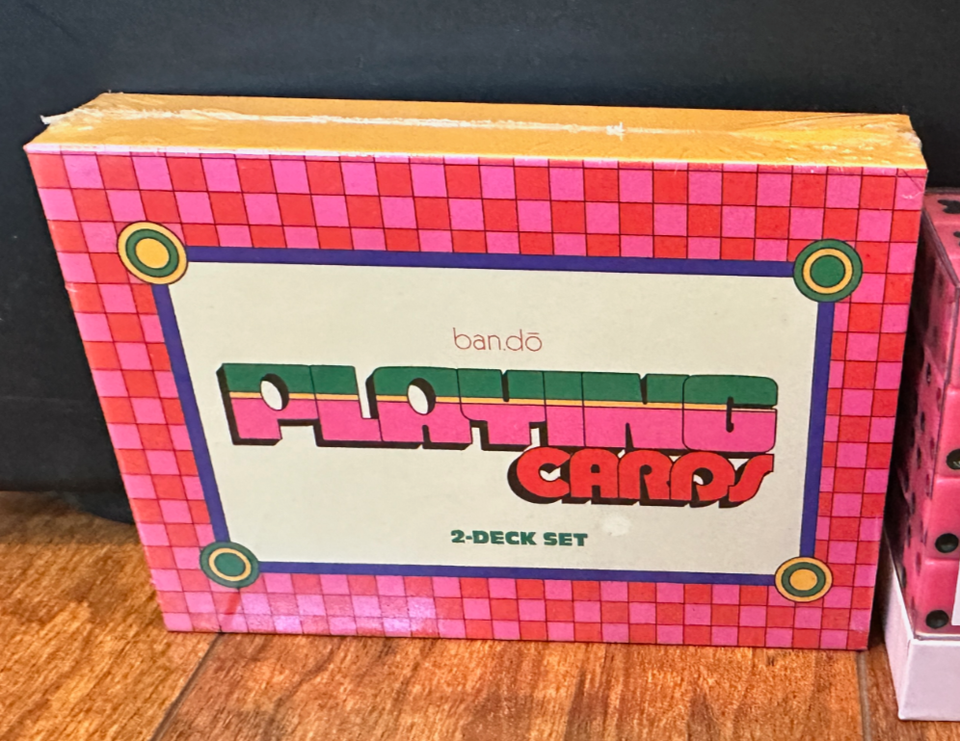 ban.dō
PLAYING
CARDS
2-DECK SET